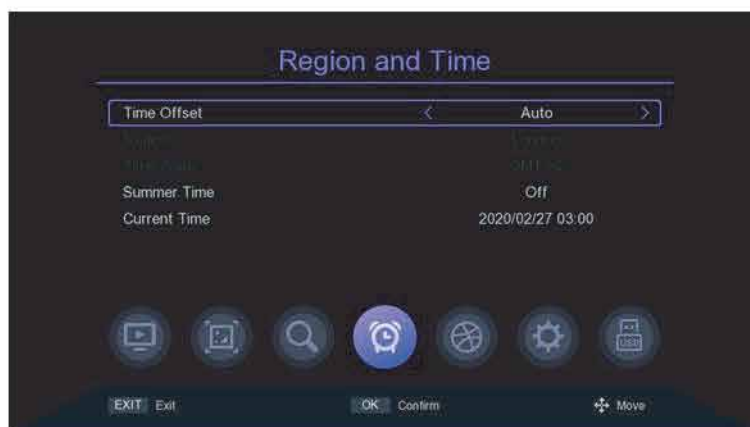 Region and Time
Time Offset < Auto >
Summer Time Off
Current Time 2020/02/27 03:00
USB
EXIT Exit OK Confirm Move